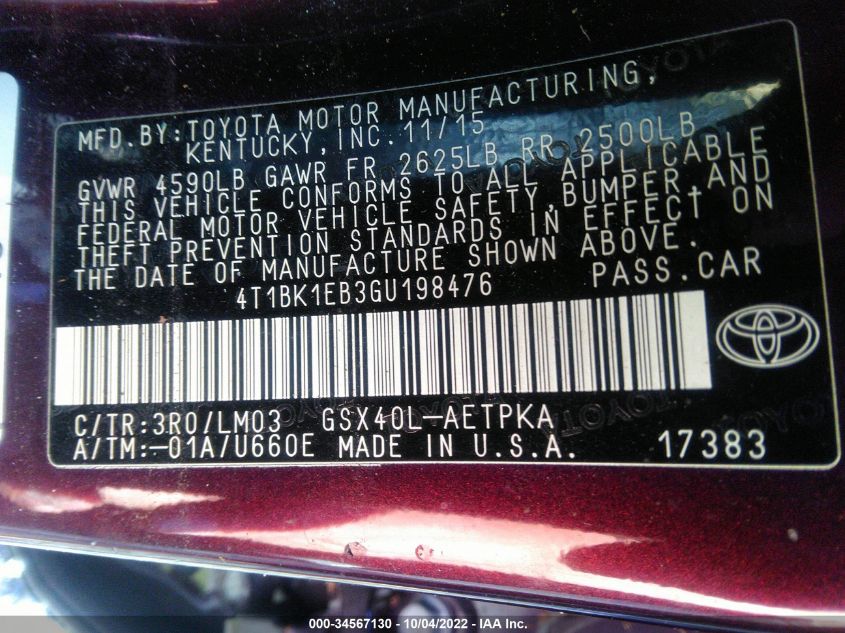 MFD.BY:TOYOTA MOTOR MANUFACTURING,
KENTUCKY,INC.11/15
GVWR 4590LB GAWR FR 2625LB RR 2500LB
THIS VEHICLE CONFORMS TO ALL APPLICABLE
FEDERAL MOTOR VEHICLE SAFETY,BUMPER,AND
THEFT PREVENTION STANDARDS IN EFFECT ON
THE DATE OF MANUFACTURE SHOWN ABOVE.
4T1BK1EB3GU198476 PASS.CAR
C/TR:3R0/LM03 GSX40L-AETPKA
A/TM:-01A/U660E MADE IN U.S.A. 17383
000-34567130 - 10/04/2022 - IAA Inc.